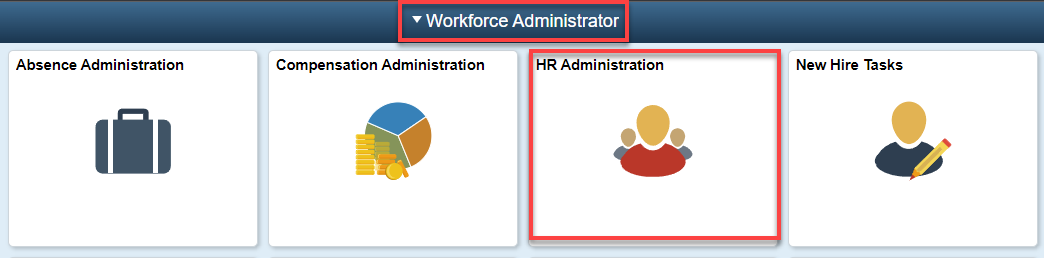 Workforce Administrator
Absence Administration
Compensation Administration
HR Administration
New Hire Tasks